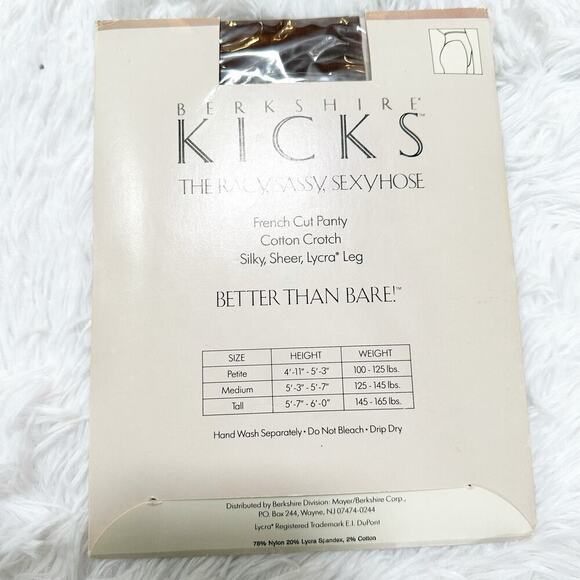 BERKSHIRE®
KICKS™
THE RACY, SASSY, SEXY HOSE
French Cut Panty
Cotton Crotch
Silky, Sheer, Lycra® Leg
BETTER THAN BARE!™
SIZE HEIGHT WEIGHT
Petite 4'-11" - 5'-3" 100 - 125 lbs.
Medium 5'-3" - 5'-7" 125 - 145 lbs.
Tall 5'-7" - 6'-0" 145 - 165 lbs.
Hand Wash Separately • Do Not Bleach • Drip Dry
Distributed by Berkshire Division: Mayer/Berkshire Corp.,
P.O. Box 244, Wayne, NJ 07474-0244
Lycra® Registered Trademark E.I. DuPont
78% Nylon 20% Lycra Spandex, 2% Cotton